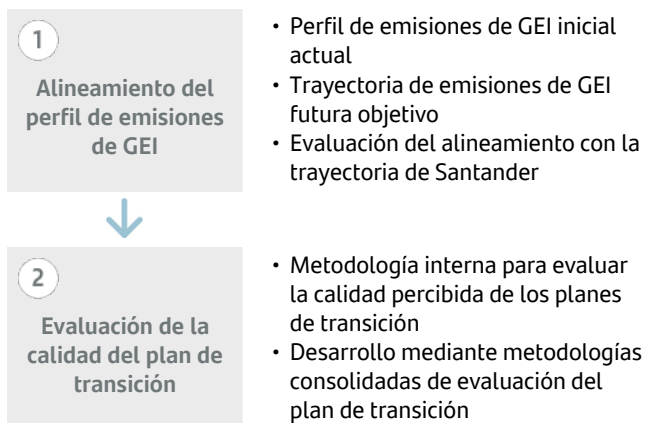 1
Alineamiento del
perfil de emisiones
de GEI
• Perfil de emisiones de GEI inicial
actual
• Trayectoria de emisiones de GEI
futura objetivo
• Evaluación del alineamiento con la
trayectoria de Santander
2
Evaluación de la
calidad del plan de
transición
• Metodología interna para evaluar
la calidad percibida de los planes
de transición
• Desarrollo mediante metodologías
consolidadas de evaluación del
plan de transición